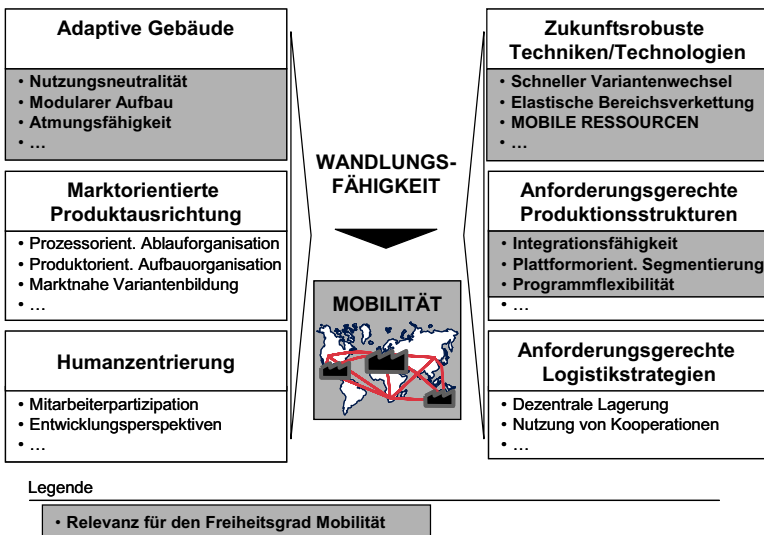 Adaptive Gebäude
• Nutzungsneutralität
• Modularer Aufbau
• Atmungsfähigkeit
• ...
Marktorientierte
Produktausrichtung
• Prozessorient. Ablauforganisation
• Produktorient. Aufbauorganisation
• Marktnahe Variantenbildung
• ...
Humanzentrierung
• Mitarbeiterpartizipation
• Entwicklungsperspektiven
• ...
WANDLUNGS-
FÄHIGKEIT
MOBILITÄT
Zukunftsrobuste
Techniken/Technologien
• Schneller Variantenwechsel
• Elastische Bereichsverkettung
• MOBILE RESSOURCEN
• ...
Anforderungsgerechte
Produktionsstrukturen
• Integrationsfähigkeit
• Plattformorient. Segmentierung
• Programmflexibilität
• ...
Anforderungsgerechte
Logistikstrategien
• Dezentrale Lagerung
• Nutzung von Kooperationen
• ...
Legende
• Relevanz für den Freiheitsgrad Mobilität